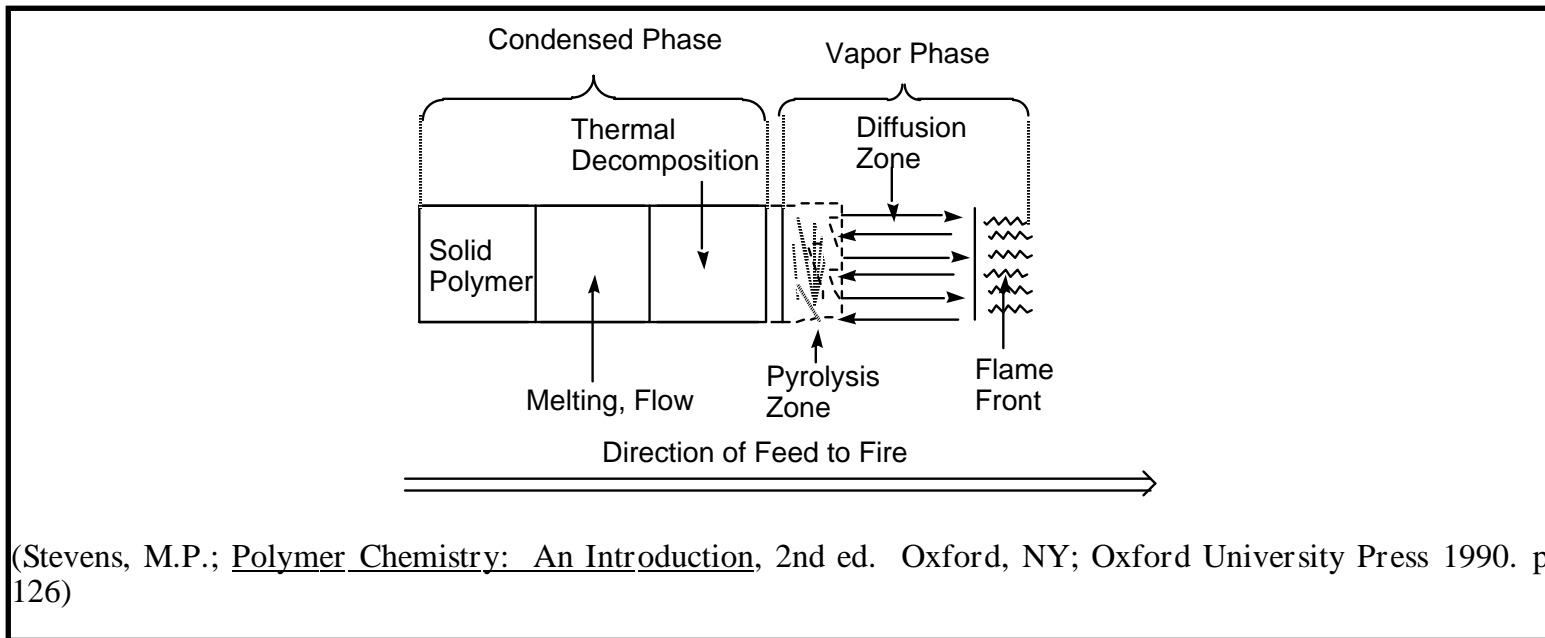 Condensed Phase
Vapor Phase
Thermal
Decomposition
Diffusion
Zone
Solid
Polymer
Melting, Flow
Pyrolysis
Zone
Flame
Front
Direction of Feed to Fire
(Stevens, M.P.; Polymer Chemistry: An Introduction, 2nd ed. Oxford, NY; Oxford University Press 1990. p
126)